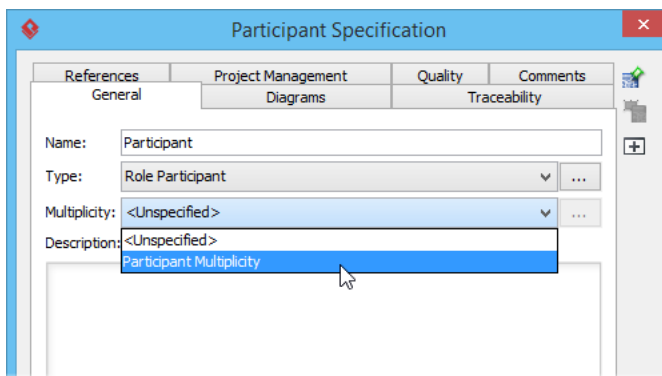 Participant Specification
References Project Management Quality Comments
General Diagrams Traceability
Name: Participant
Type: Role Participant ...
Multiplicity: <Unspecified> ...
Description: <Unspecified>
Participant Multiplicity